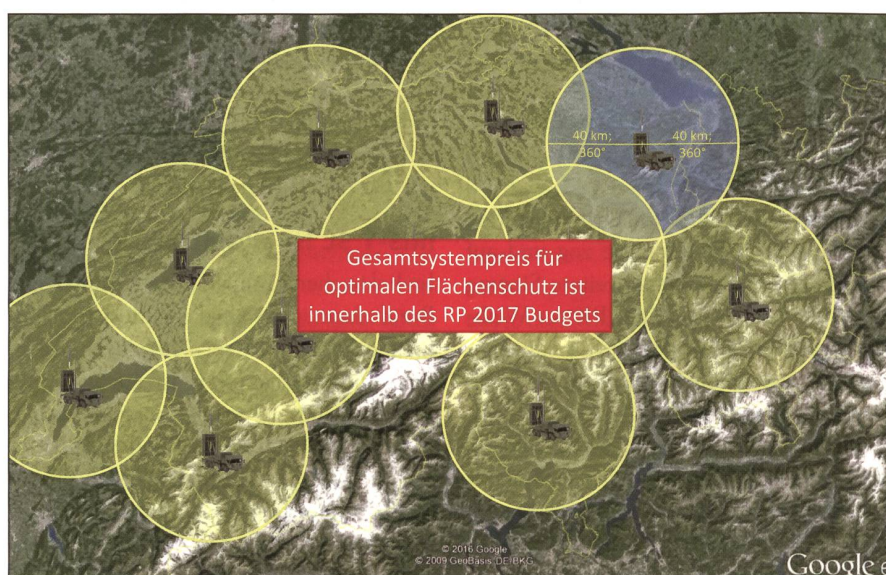 40 km;
360°
40 km;
360°
Gesamtsystempreis für
optimalen Flächenschutz ist
innerhalb des RP 2017 Budgets
© 2016 Google
© 2009 GeoBasis-DE/BKG
Google